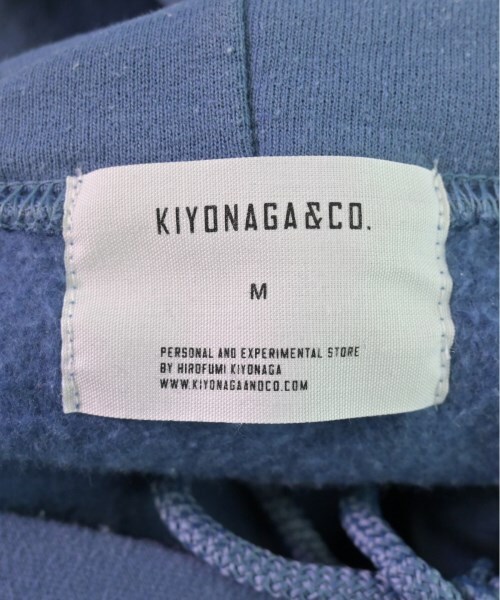 KIYONAGA&CO.
M
PERSONAL AND EXPERIMENTAL STORE
BY HIROFUMI KIYONAGA
WWW.KIYONAGAANDCO.COM